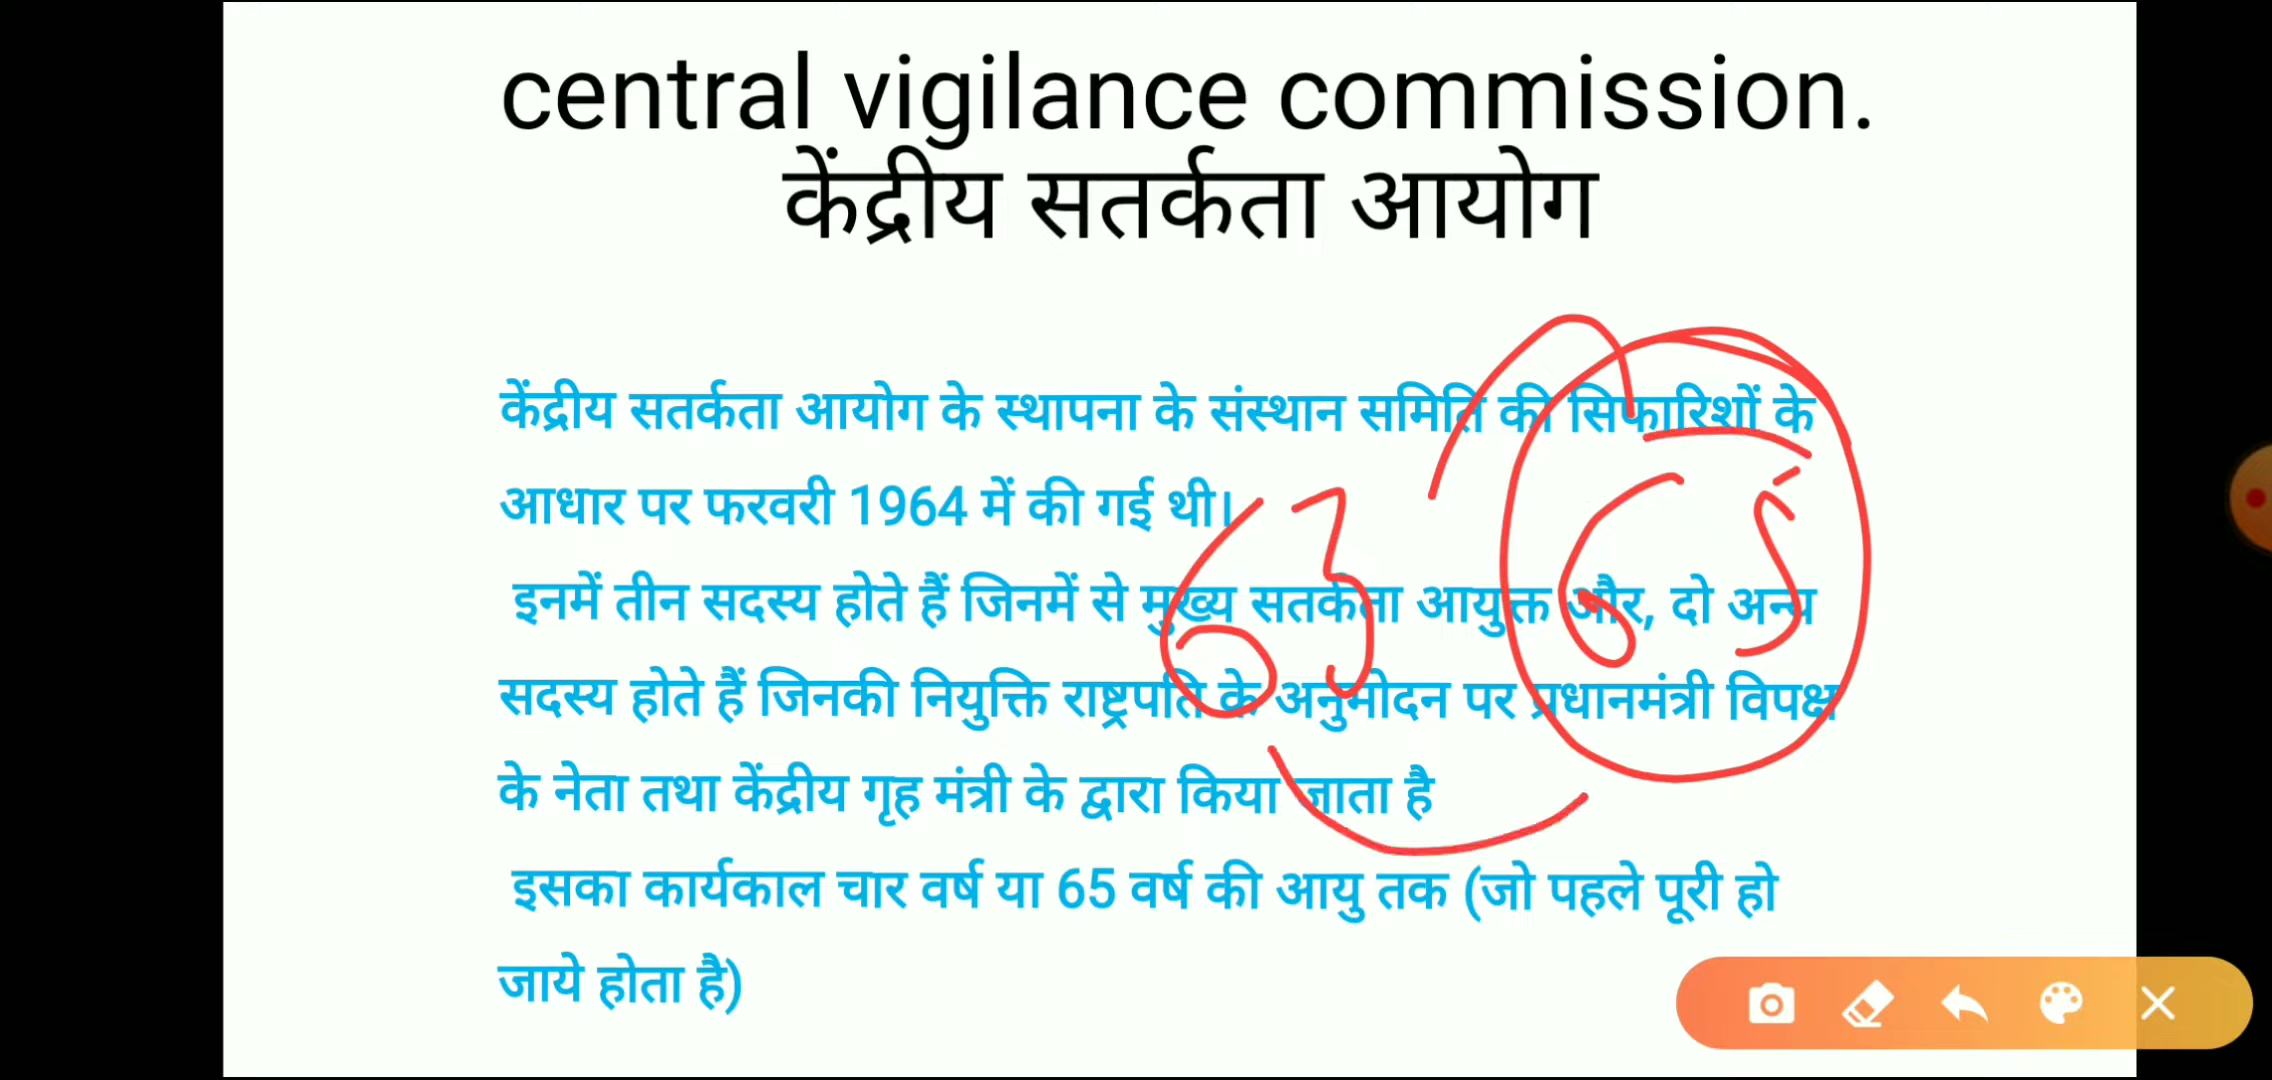 central vigilance commission.
केंद्रीय सतर्कता आयोग
केंद्रीय सतर्कता आयोग के स्थापना के संस्थान समिति की सिफारिशों के
आधार पर फरवरी 1964 में की गई थी।
63
65
इनमें तीन सदस्य होते हैं जिनमें से मुख्य सतर्कता आयुक्त और, दो अन्य
सदस्य होते हैं जिनकी नियुक्ति राष्ट्रपति के अनुमोदन पर प्रधानमंत्री विपक्ष
के नेता तथा केंद्रीय गृह मंत्री के द्वारा किया जाता है
इसका कार्यकाल चार वर्ष या 65 वर्ष की आयु तक (जो पहले पूरी हो
जाये होता है)